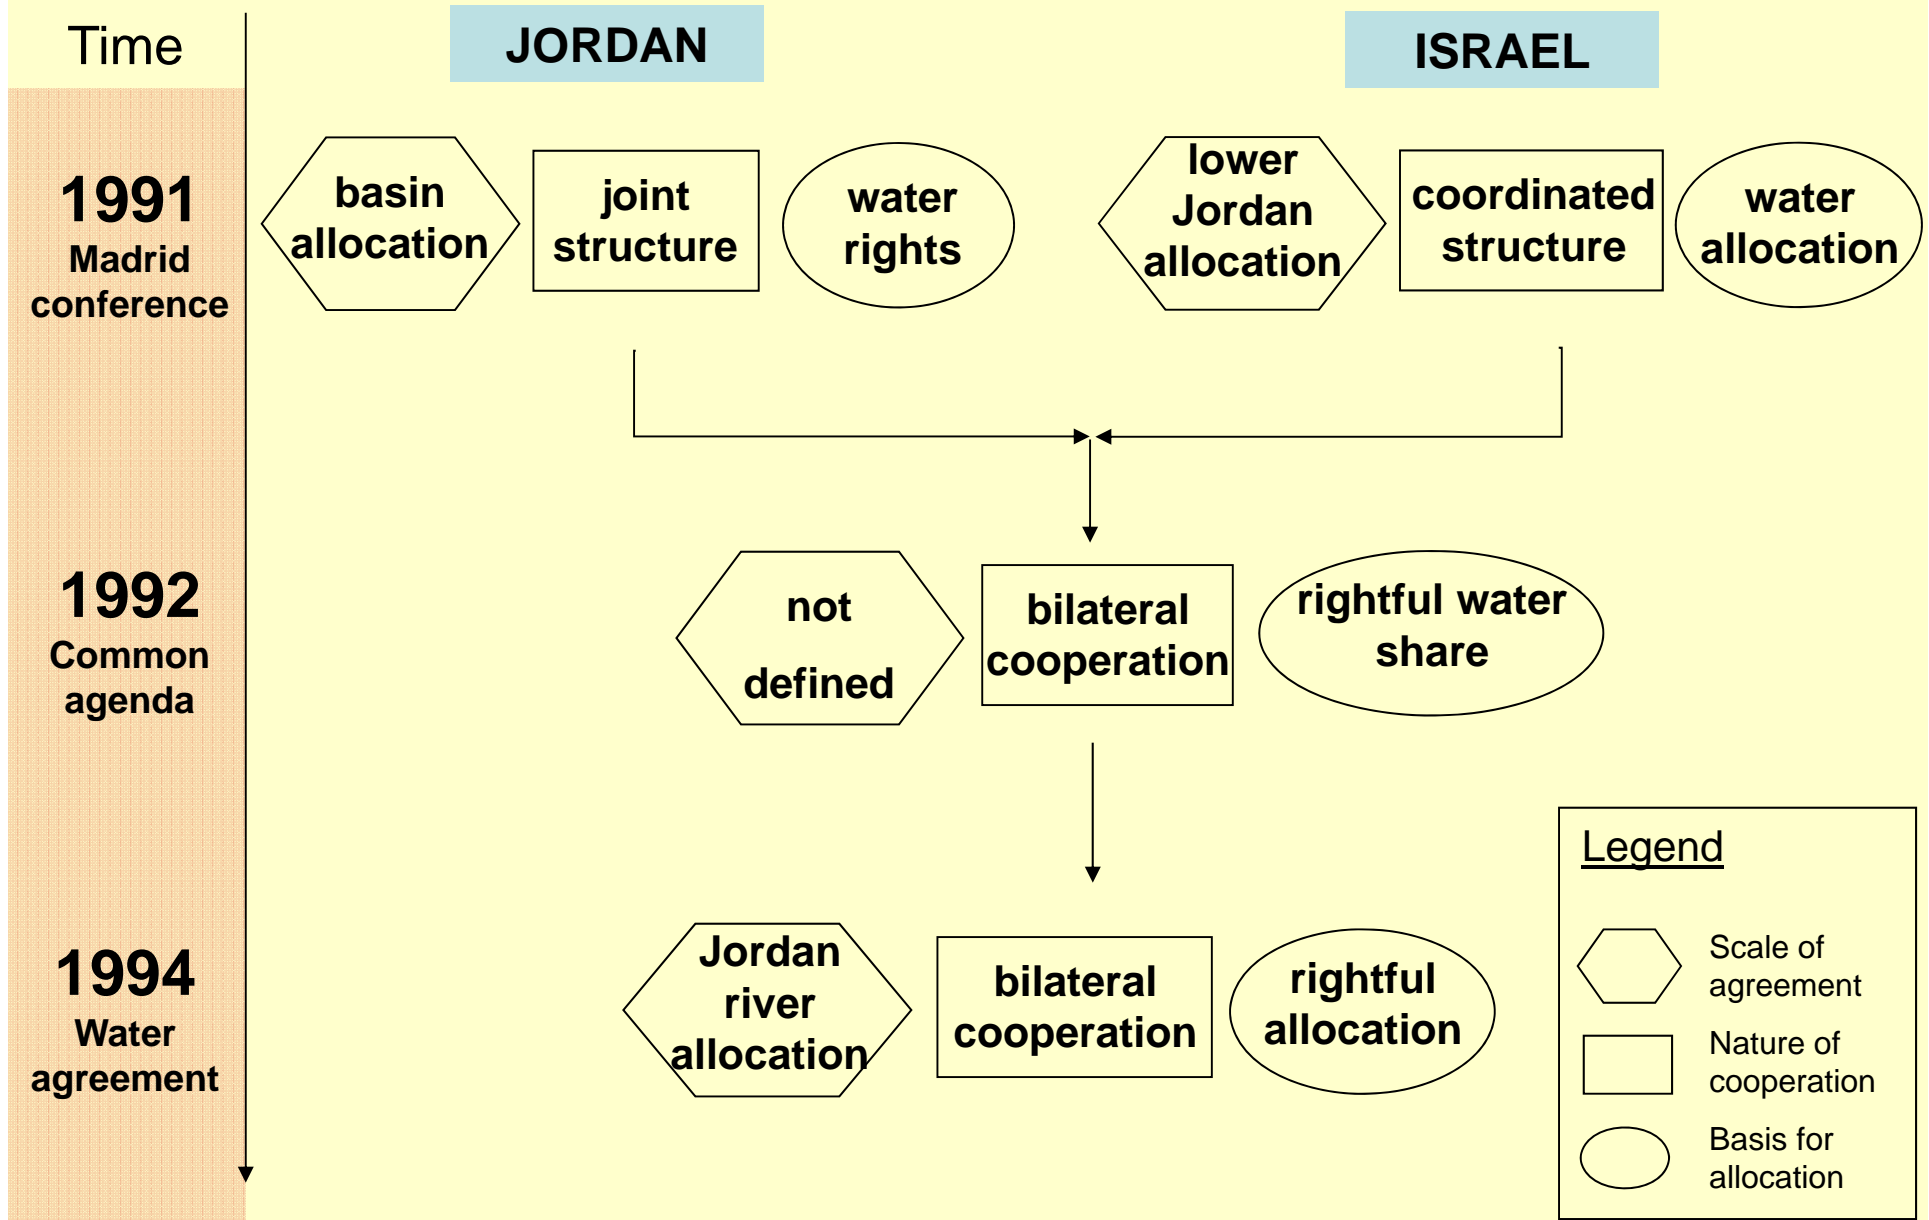 Time
JORDAN
ISRAEL
1991
Madrid
conference
basin
allocation
joint
structure
water
rights
lower
Jordan
allocation
coordinated
structure
water
allocation
1992
Common
agenda
not
defined
bilateral
cooperation
rightful water
share
1994
Water
agreement
Jordan
river
allocation
bilateral
cooperation
rightful
allocation
Legend
Scale of
agreement
Nature of
cooperation
Basis for
allocation